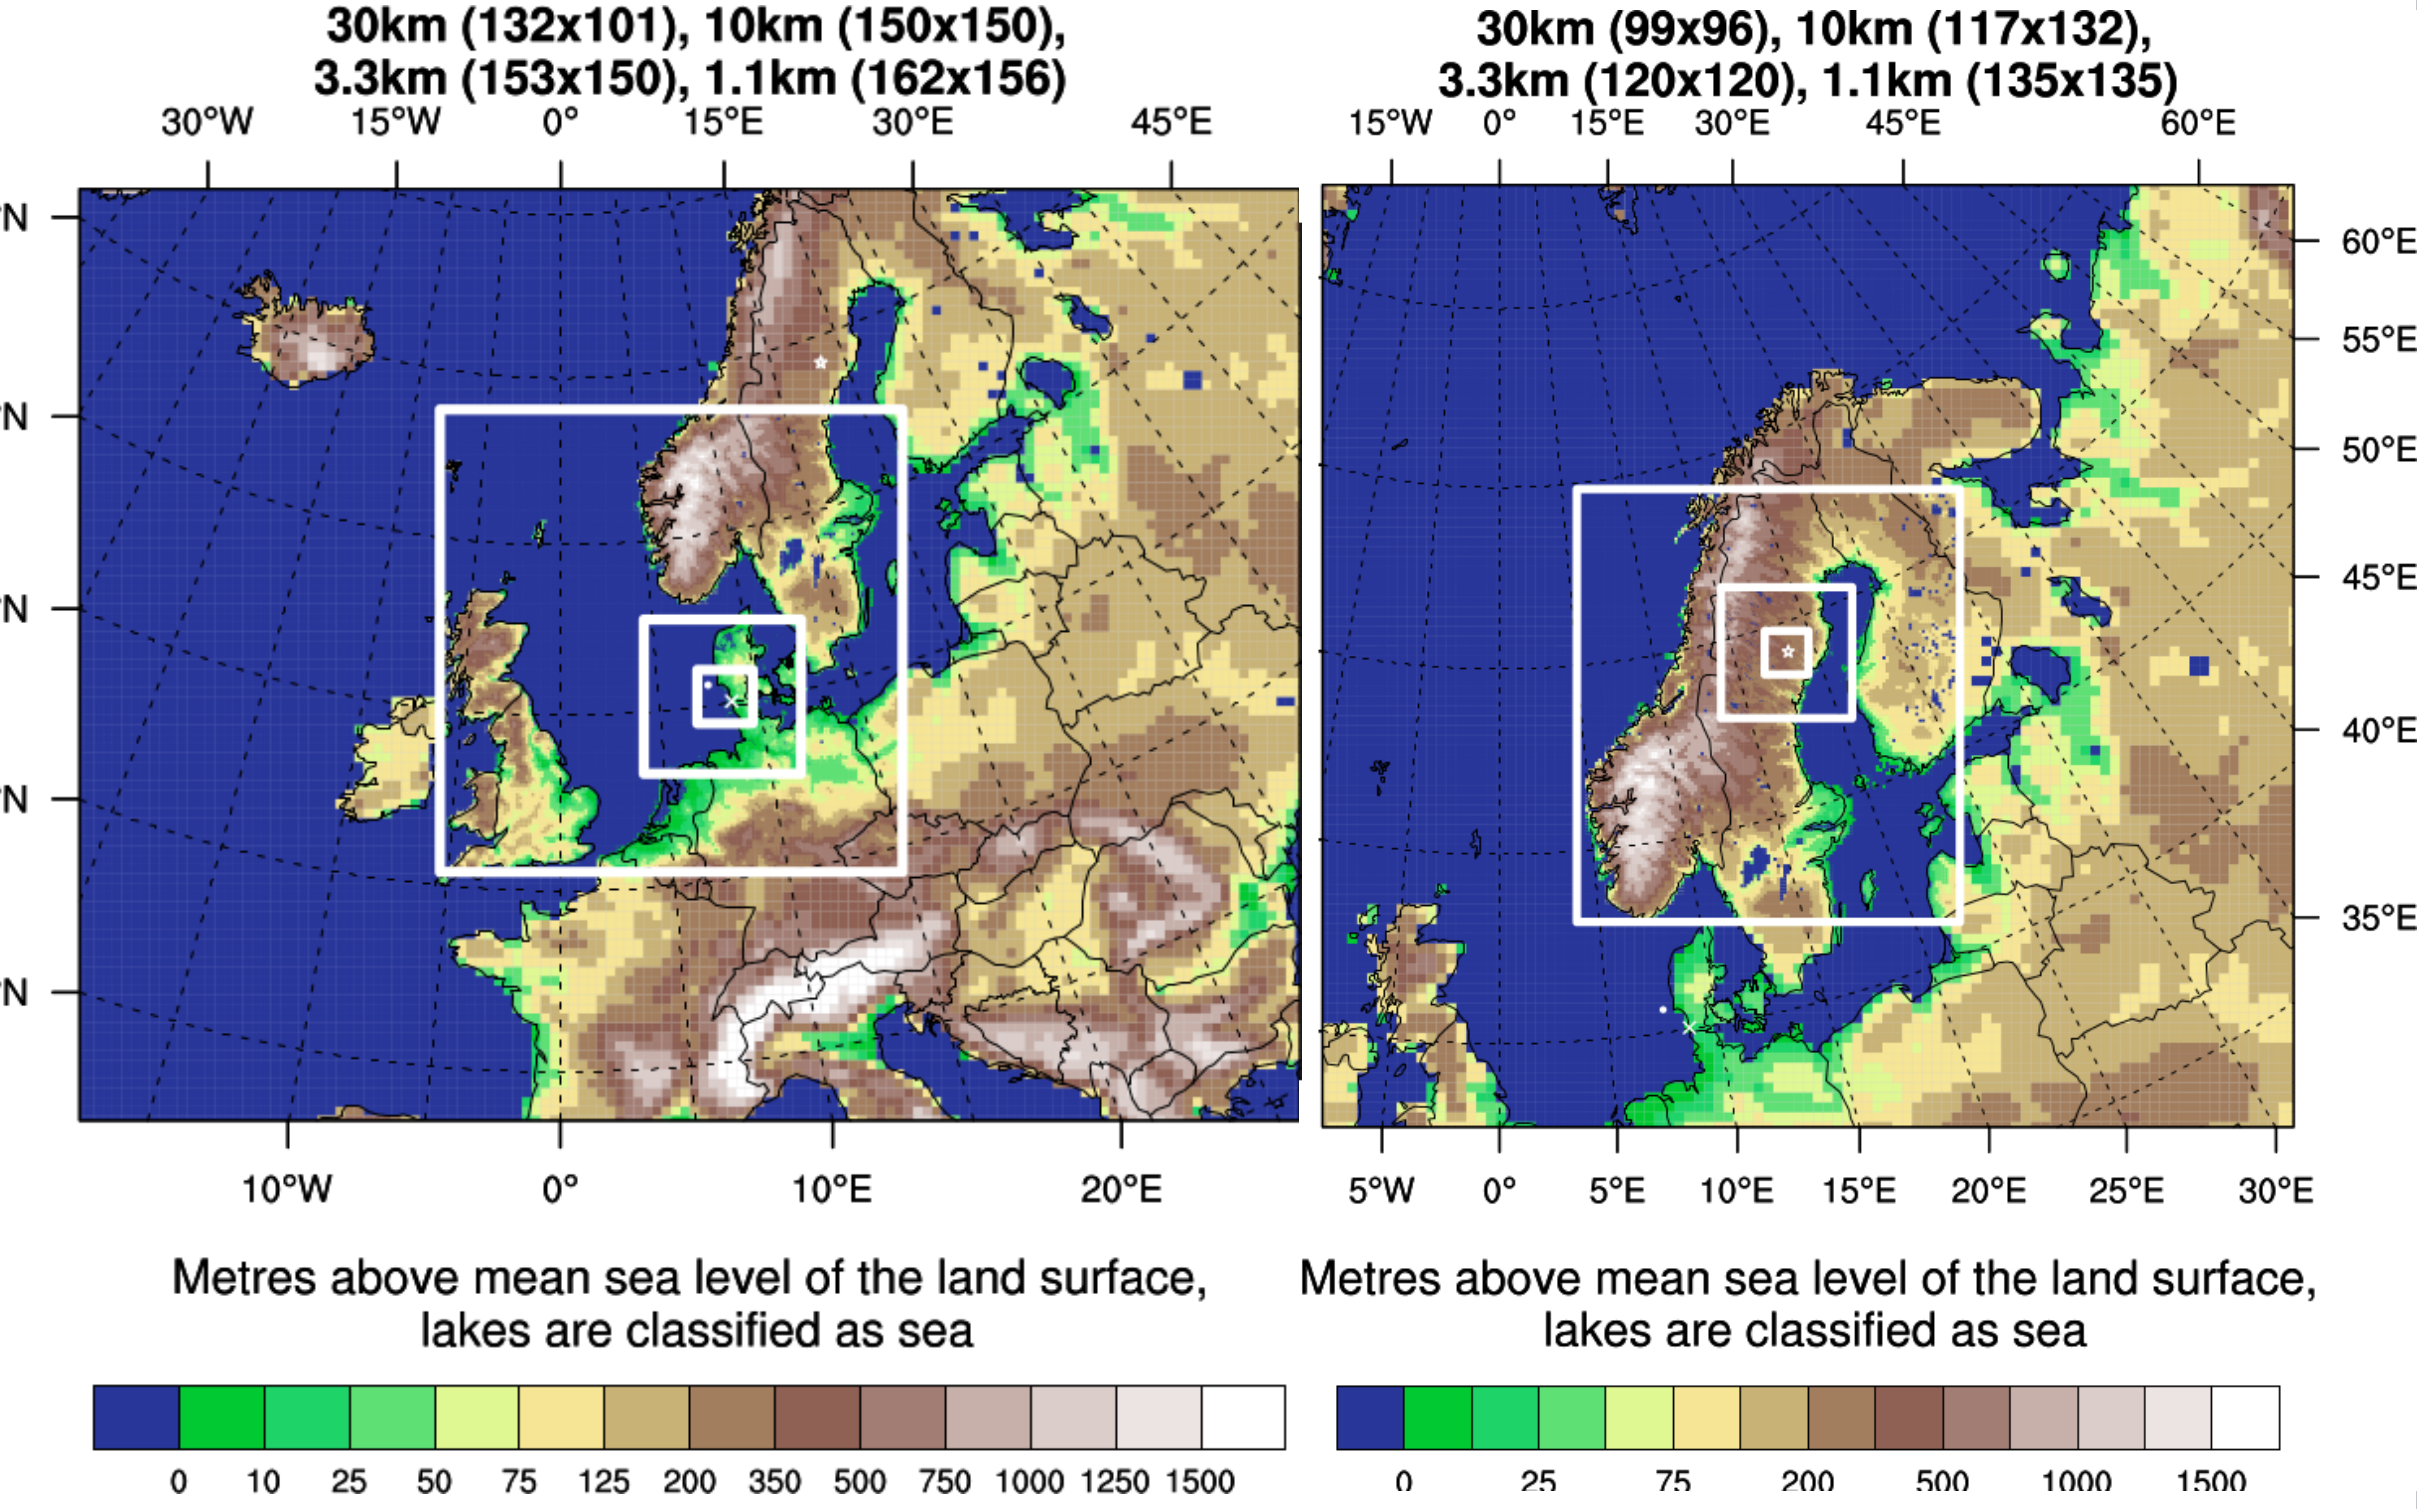 30km (132x101), 10km (150x150),
3.3km (153x150), 1.1km (162x156)
30°W 15°W 0° 15°E 30°E 45°E
°N
°N
°N
°N
°N
10°W 0° 10°E 20°E
Metres above mean sea level of the land surface,
lakes are classified as sea
0 10 25 50 75 125 200 350 500 750 1000 1250 1500
30km (99x96), 10km (117x132),
3.3km (120x120), 1.1km (135x135)
15°W 0° 15°E 30°E 45°E 60°E
60°E
55°E
50°E
45°E
40°E
35°E
5°W 0° 5°E 10°E 15°E 20°E 25°E 30°E
Metres above mean sea level of the land surface,
lakes are classified as sea
0 25 75 200 500 1000 1500